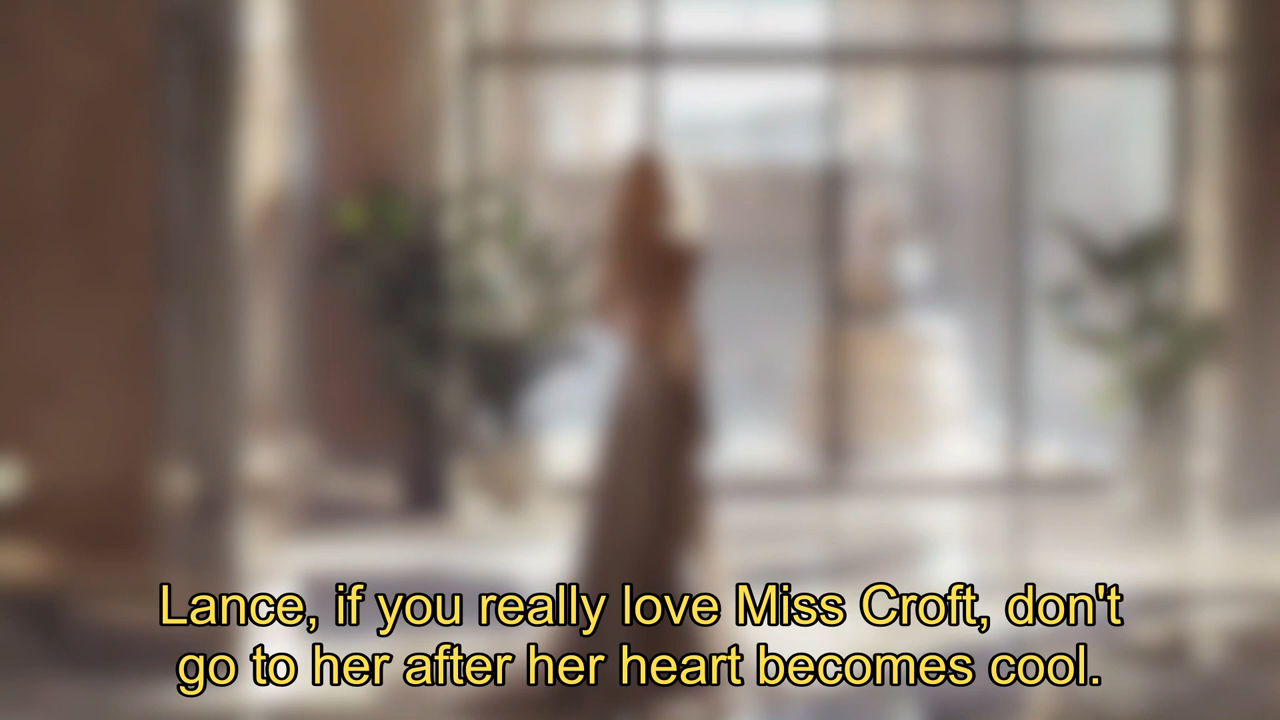 Lance, if you really love Miss Croft, don't
go to her after her heart becomes cool.